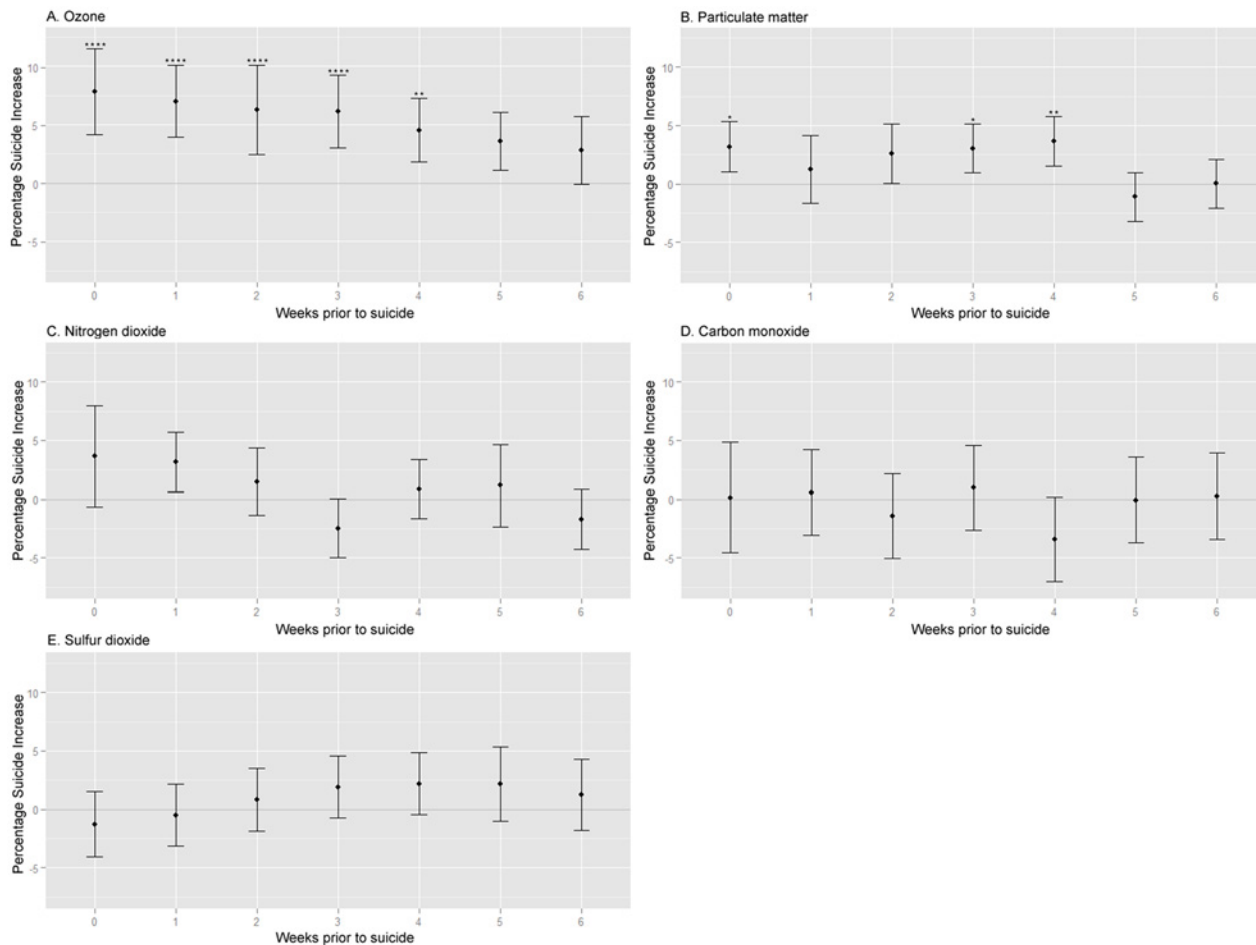 A. Ozone
Percentage Suicide Increase
10
5
0
-5
****
****
****
****
**
0 1 2 3 4 5 6
Weeks prior to suicide
B. Particulate matter
Percentage Suicide Increase
10
5
0
-5
*
*
**
0 1 2 3 4 5 6
Weeks prior to suicide
C. Nitrogen dioxide
Percentage Suicide Increase
10
5
0
-5
0 1 2 3 4 5 6
Weeks prior to suicide
D. Carbon monoxide
Percentage Suicide Increase
10
5
0
-5
0 1 2 3 4 5 6
Weeks prior to suicide
E. Sulfur dioxide
Percentage Suicide Increase
10
5
0
-5
0 1 2 3 4 5 6
Weeks prior to suicide